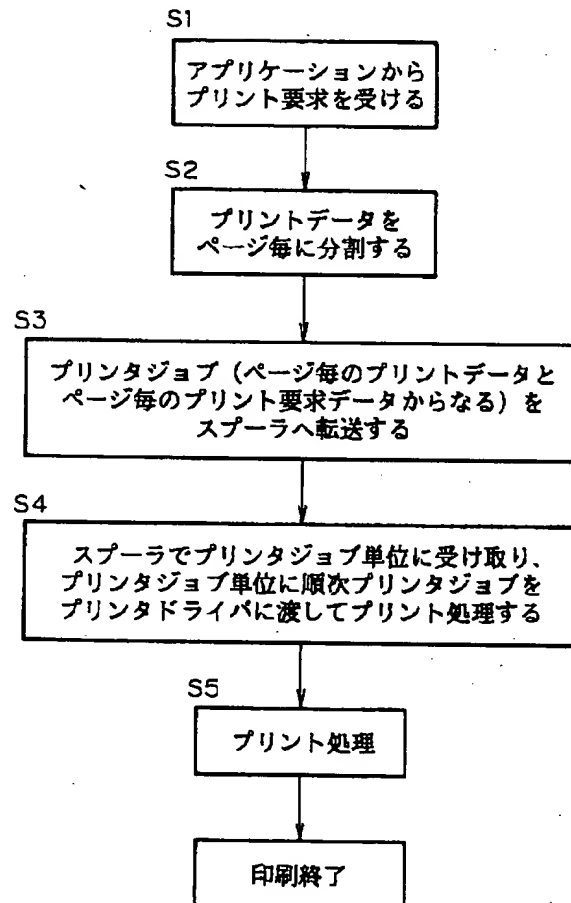 S1
アプリケーションから
プリント要求を受ける
S2
プリントデータを
ページ毎に分割する
S3
プリンタジョブ（ページ毎のプリントデータと
ページ毎のプリント要求データからなる）を
スプーラへ転送する
S4
スプーラでプリンタジョブ単位に受け取り、
プリンタジョブ単位に順次プリンタジョブを
プリンタドライバに渡してプリント処理する
S5
プリント処理
印刷終了